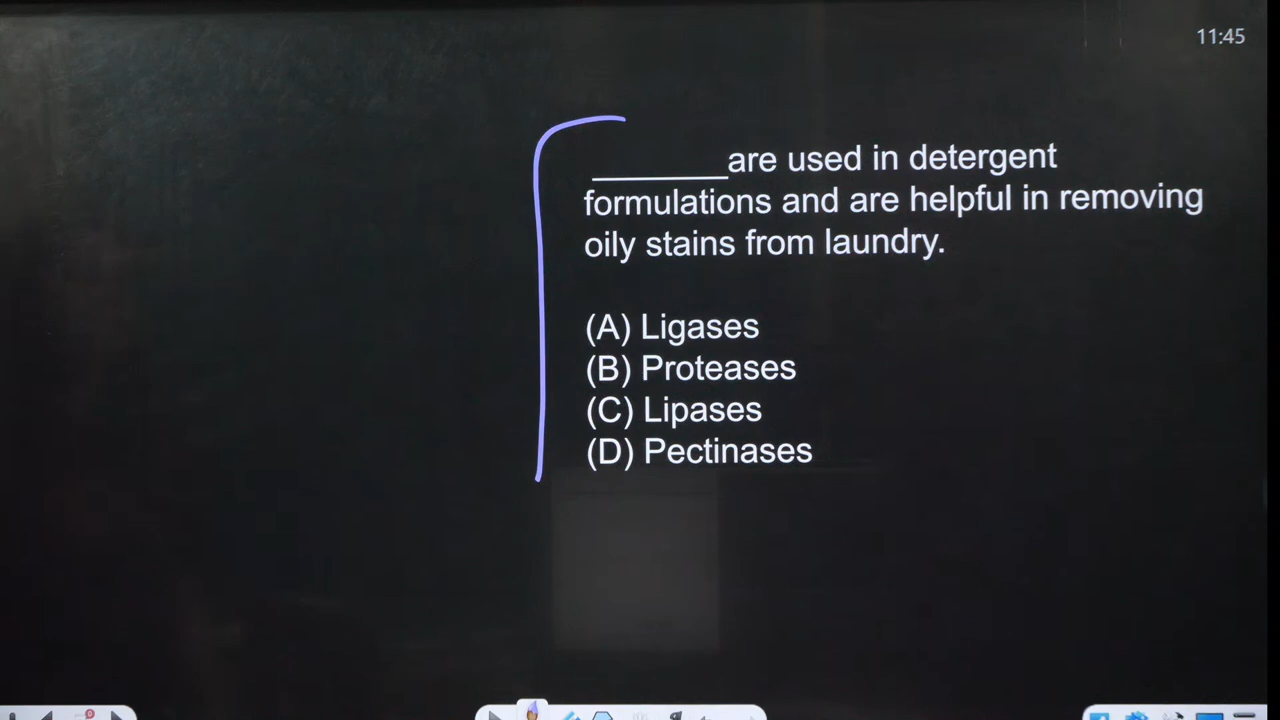 11:45
________are used in detergent
formulations and are helpful in removing
oily stains from laundry.
(A) Ligases
(B) Proteases
(C) Lipases
(D) Pectinases